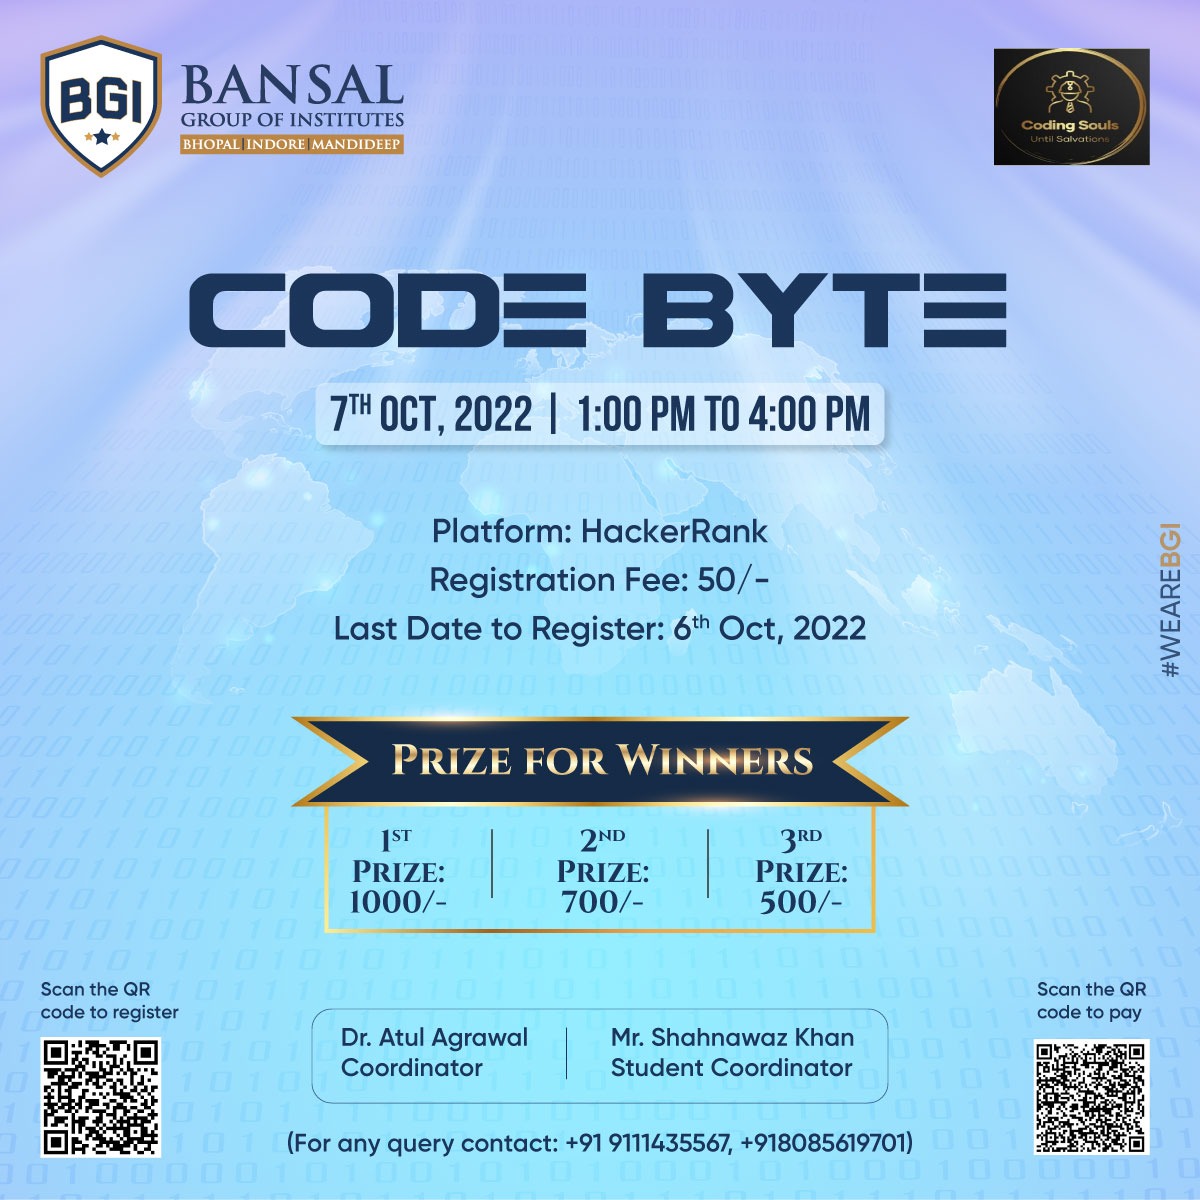 BGI
BANSAL
GROUP OF INSTITUTES
BHOPAL|INDORE|MANDIDEEP
Coding Souls
Until Salvations
CODE BYTE
7TH OCT, 2022 | 1:00 PM TO 4:00 PM
Platform: HackerRank
Registration Fee: 50/-
Last Date to Register: 6th Oct, 2022
#WEAREBGI
PRIZE FOR WINNERS
1ST
PRIZE:
1000/-
2ND
PRIZE:
700/-
3RD
PRIZE:
500/-
Scan the QR
code to register
Dr. Atul Agrawal
Coordinator
Mr. Shahnawaz Khan
Student Coordinator
Scan the QR
code to pay
(For any query contact: +91 9111435567, +918085619701)